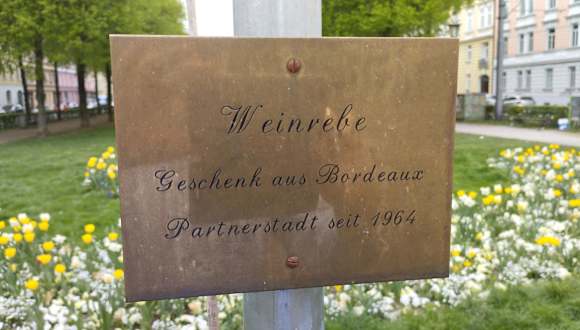 Weinrebe
Geschenk aus Bordeaux
Partnerstadt seit 1964